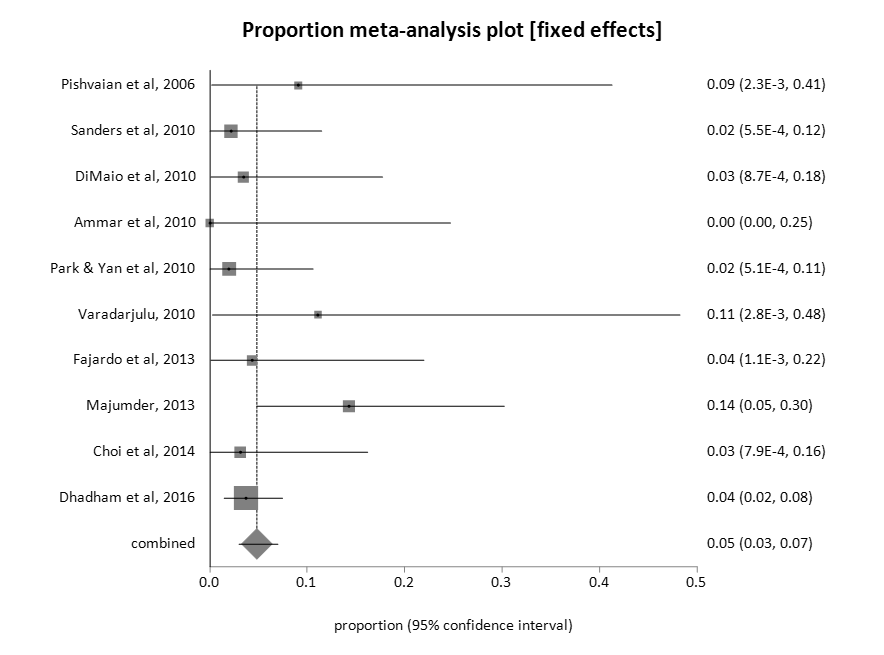 Proportion meta-analysis plot [fixed effects]
Pishvaian et al, 2006 0.09 (2.3E-3, 0.41)
Sanders et al, 2010 0.02 (5.5E-4, 0.12)
DiMaio et al, 2010 0.03 (8.7E-4, 0.18)
Ammar et al, 2010 0.00 (0.00, 0.25)
Park & Yan et al, 2010 0.02 (5.1E-4, 0.11)
Varadarjulu, 2010 0.11 (2.8E-3, 0.48)
Fajardo et al, 2013 0.04 (1.1E-3, 0.22)
Majumder, 2013 0.14 (0.05, 0.30)
Choi et al, 2014 0.03 (7.9E-4, 0.16)
Dhadham et al, 2016 0.04 (0.02, 0.08)
combined 0.05 (0.03, 0.07)
0.0 0.1 0.2 0.3 0.4 0.5
proportion (95% confidence interval)